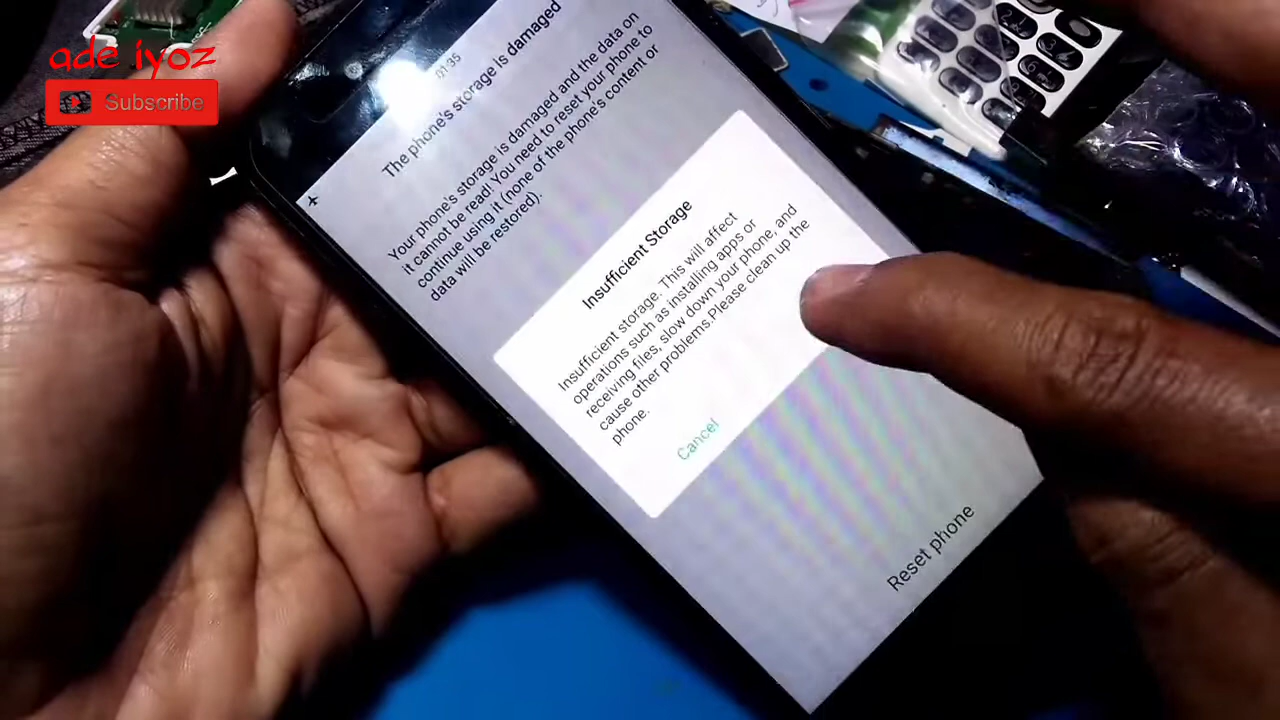 ade iyoz
Subscribe
01:35
The phone's storage is damaged
Your phone's storage is damaged and the data on
it cannot be read! You need to reset your phone to
continue using it (none of the phone's content or
data will be restored).
Insufficient Storage
Insufficient storage. This will affect
operations such as installing apps or
receiving files, slow down your phone, and
cause other problems.Please clean up the
phone.
Cancel
Reset phone